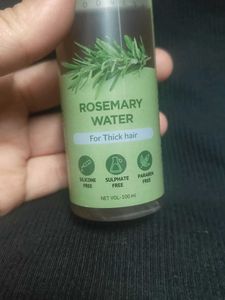 ROSEMARY
WATER
For Thick hair
SILICONE
FREE
SULPHATE
FREE
PARABEN
FREE
NET VOL-100 ml